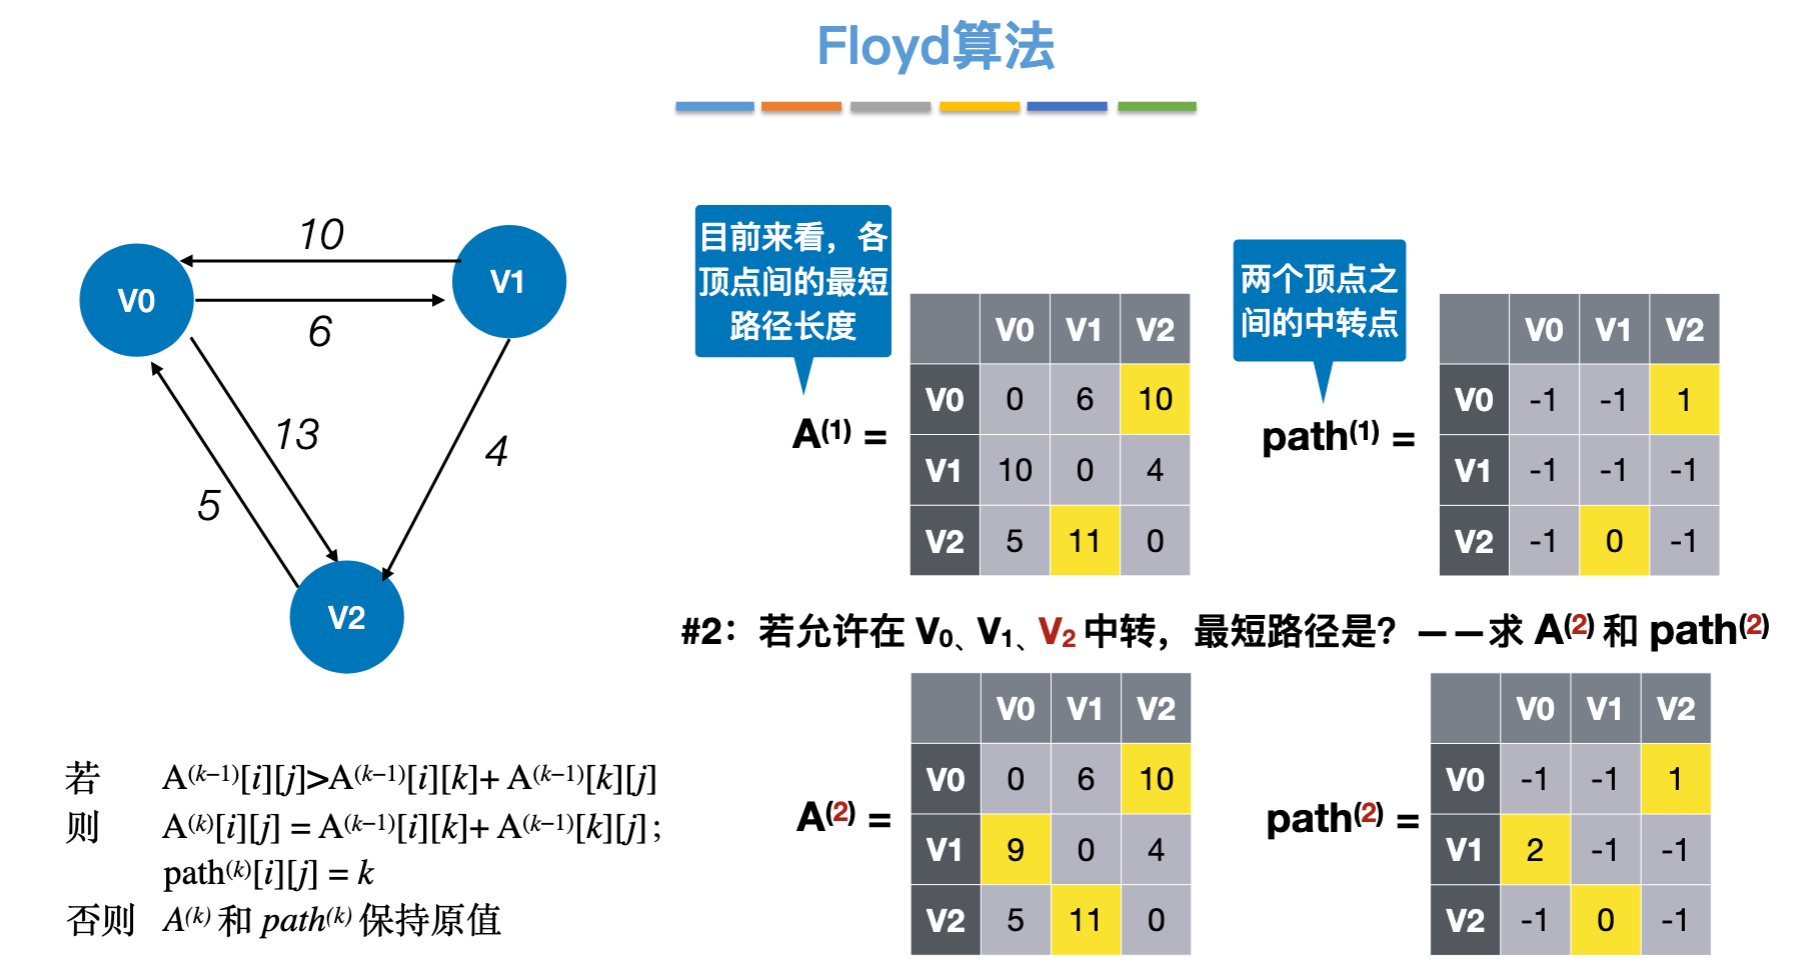 Floyd算法
10
V0
V1
6
13
4
5
V2
目前来看，各
顶点间的最短
路径长度
A(1) =
V0 V1 V2
V0 0 6 10
V1 10 0 4
V2 5 11 0
两个顶点之
间的中转点
path(1) =
V0 V1 V2
V0 -1 -1 1
V1 -1 -1 -1
V2 -1 0 -1
#2：若允许在 V0、V1、V2 中转，最短路径是？——求 A(2) 和 path(2)
A(2) =
V0 V1 V2
V0 0 6 10
V1 9 0 4
V2 5 11 0
path(2) =
V0 V1 V2
V0 -1 -1 1
V1 2 -1 -1
V2 -1 0 -1
若 A(k−1)[i][j]>A(k−1)[i][k]+ A(k−1)[k][j]
则 A(k)[i][j] = A(k−1)[i][k]+ A(k−1)[k][j] ;
path(k)[i][j] = k
否则 A(k) 和 path(k) 保持原值